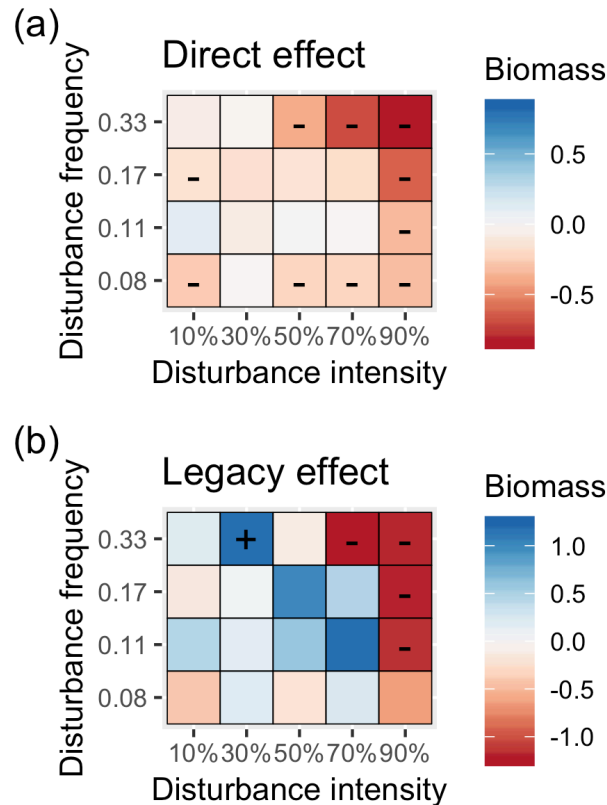 (a)
Direct effect
Disturbance frequency
0.33
- - -
0.17
- -
0.11
-
0.08
- - - -
10% 30% 50% 70% 90%
Disturbance intensity
Biomass
0.5
0.0
-0.5
(b)
Legacy effect
Disturbance frequency
0.33
+ - -
0.17
-
0.11
-
0.08
10% 30% 50% 70% 90%
Disturbance intensity
Biomass
1.0
0.5
0.0
-0.5
-1.0